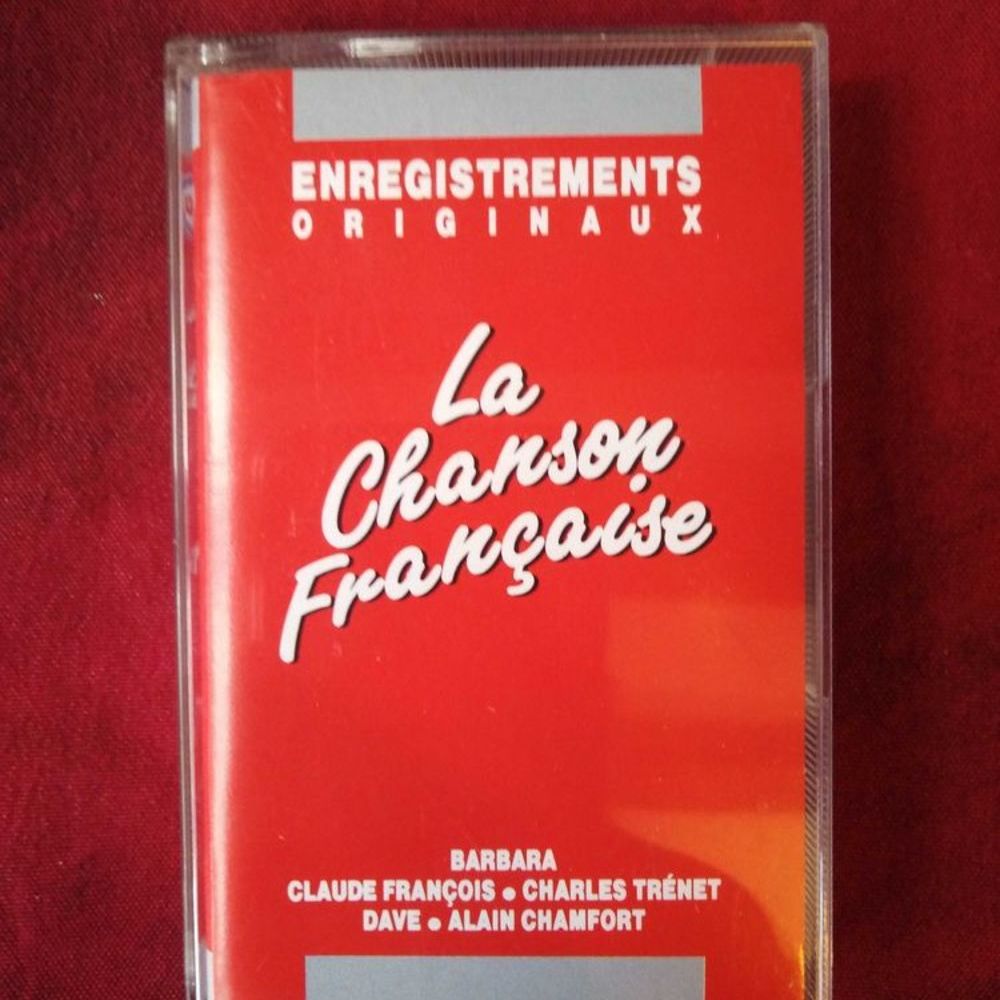 ENREGISTREMENTS
ORIGINAUX
La
Chanson
Française
BARBARA
CLAUDE FRANÇOIS • CHARLES TRÉNET
DAVE • ALAIN CHAMFORT